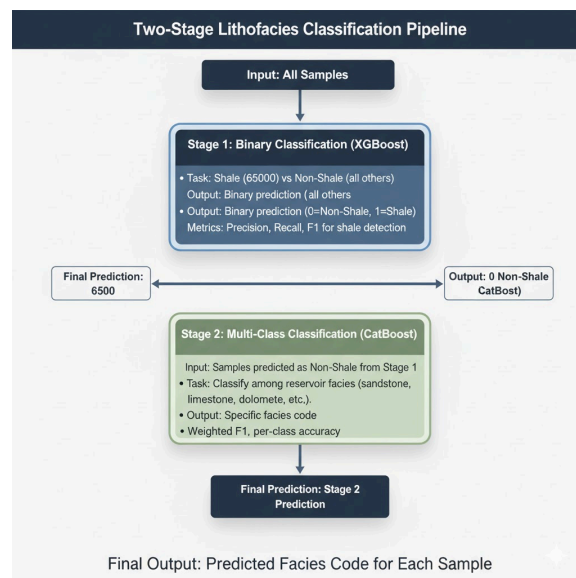 Two-Stage Lithofacies Classification Pipeline
Input: All Samples
Stage 1: Binary Classification (XGBoost)
• Task: Shale (65000) vs Non-Shale (all others)
Output: Binary prediction (all others
• Output: Binary prediction (0=Non-Shale, 1=Shale)
Metrics: Precision, Recall, F1 for shale detection
Final Prediction:
6500
Output: 0 Non-Shale
CatBost)
Stage 2: Multi-Class Classification (CatBoost)
Input: Samples predicted as Non-Shale from Stage 1
• Task: Classify among reservoir facies (sandstone,
limestone, dolomete, etc.).
• Output: Specific facies code
• Weighted F1, per-class accuracy
Final Prediction: Stage 2
Prediction
Final Output: Predicted Facies Code for Each Sample